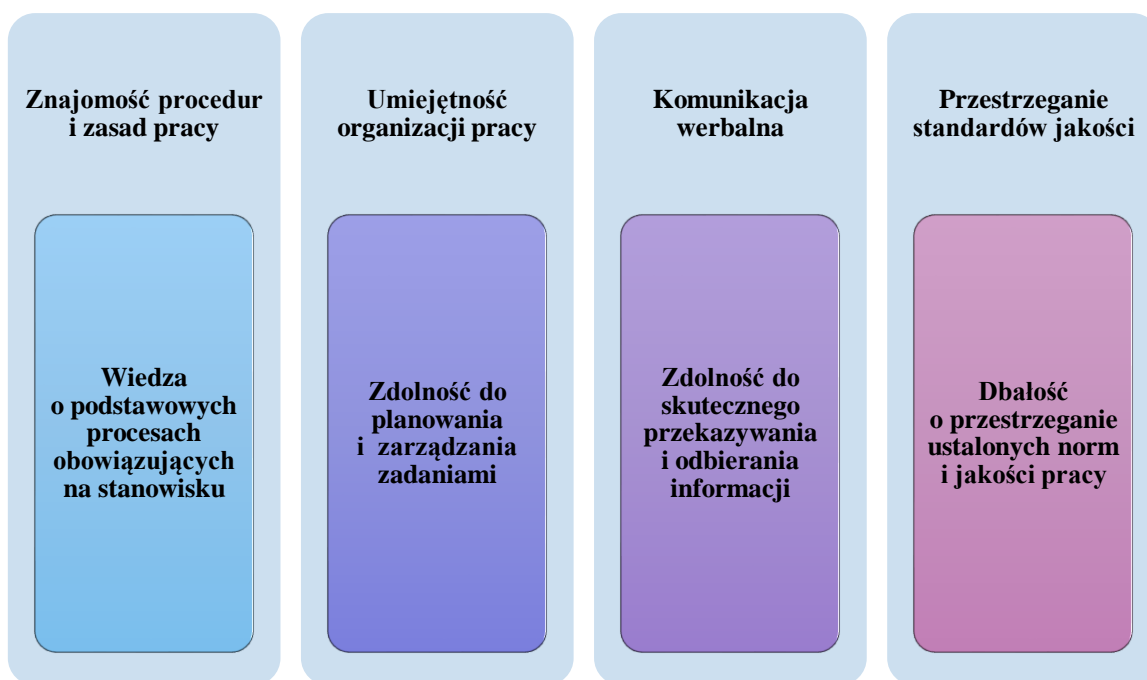 Znajomość procedur
i zasad pracy
Wiedza
o podstawowych
procesach
obowiązujących
na stanowisku
Umiejętność
organizacji pracy
Zdolność do
planowania
i zarządzania
zadaniami
Komunikacja
werbalna
Zdolność do
skutecznego
przekazywania
i odbierania
informacji
Przestrzeganie
standardów jakości
Dbałość
o przestrzeganie
ustalonych norm
i jakości pracy